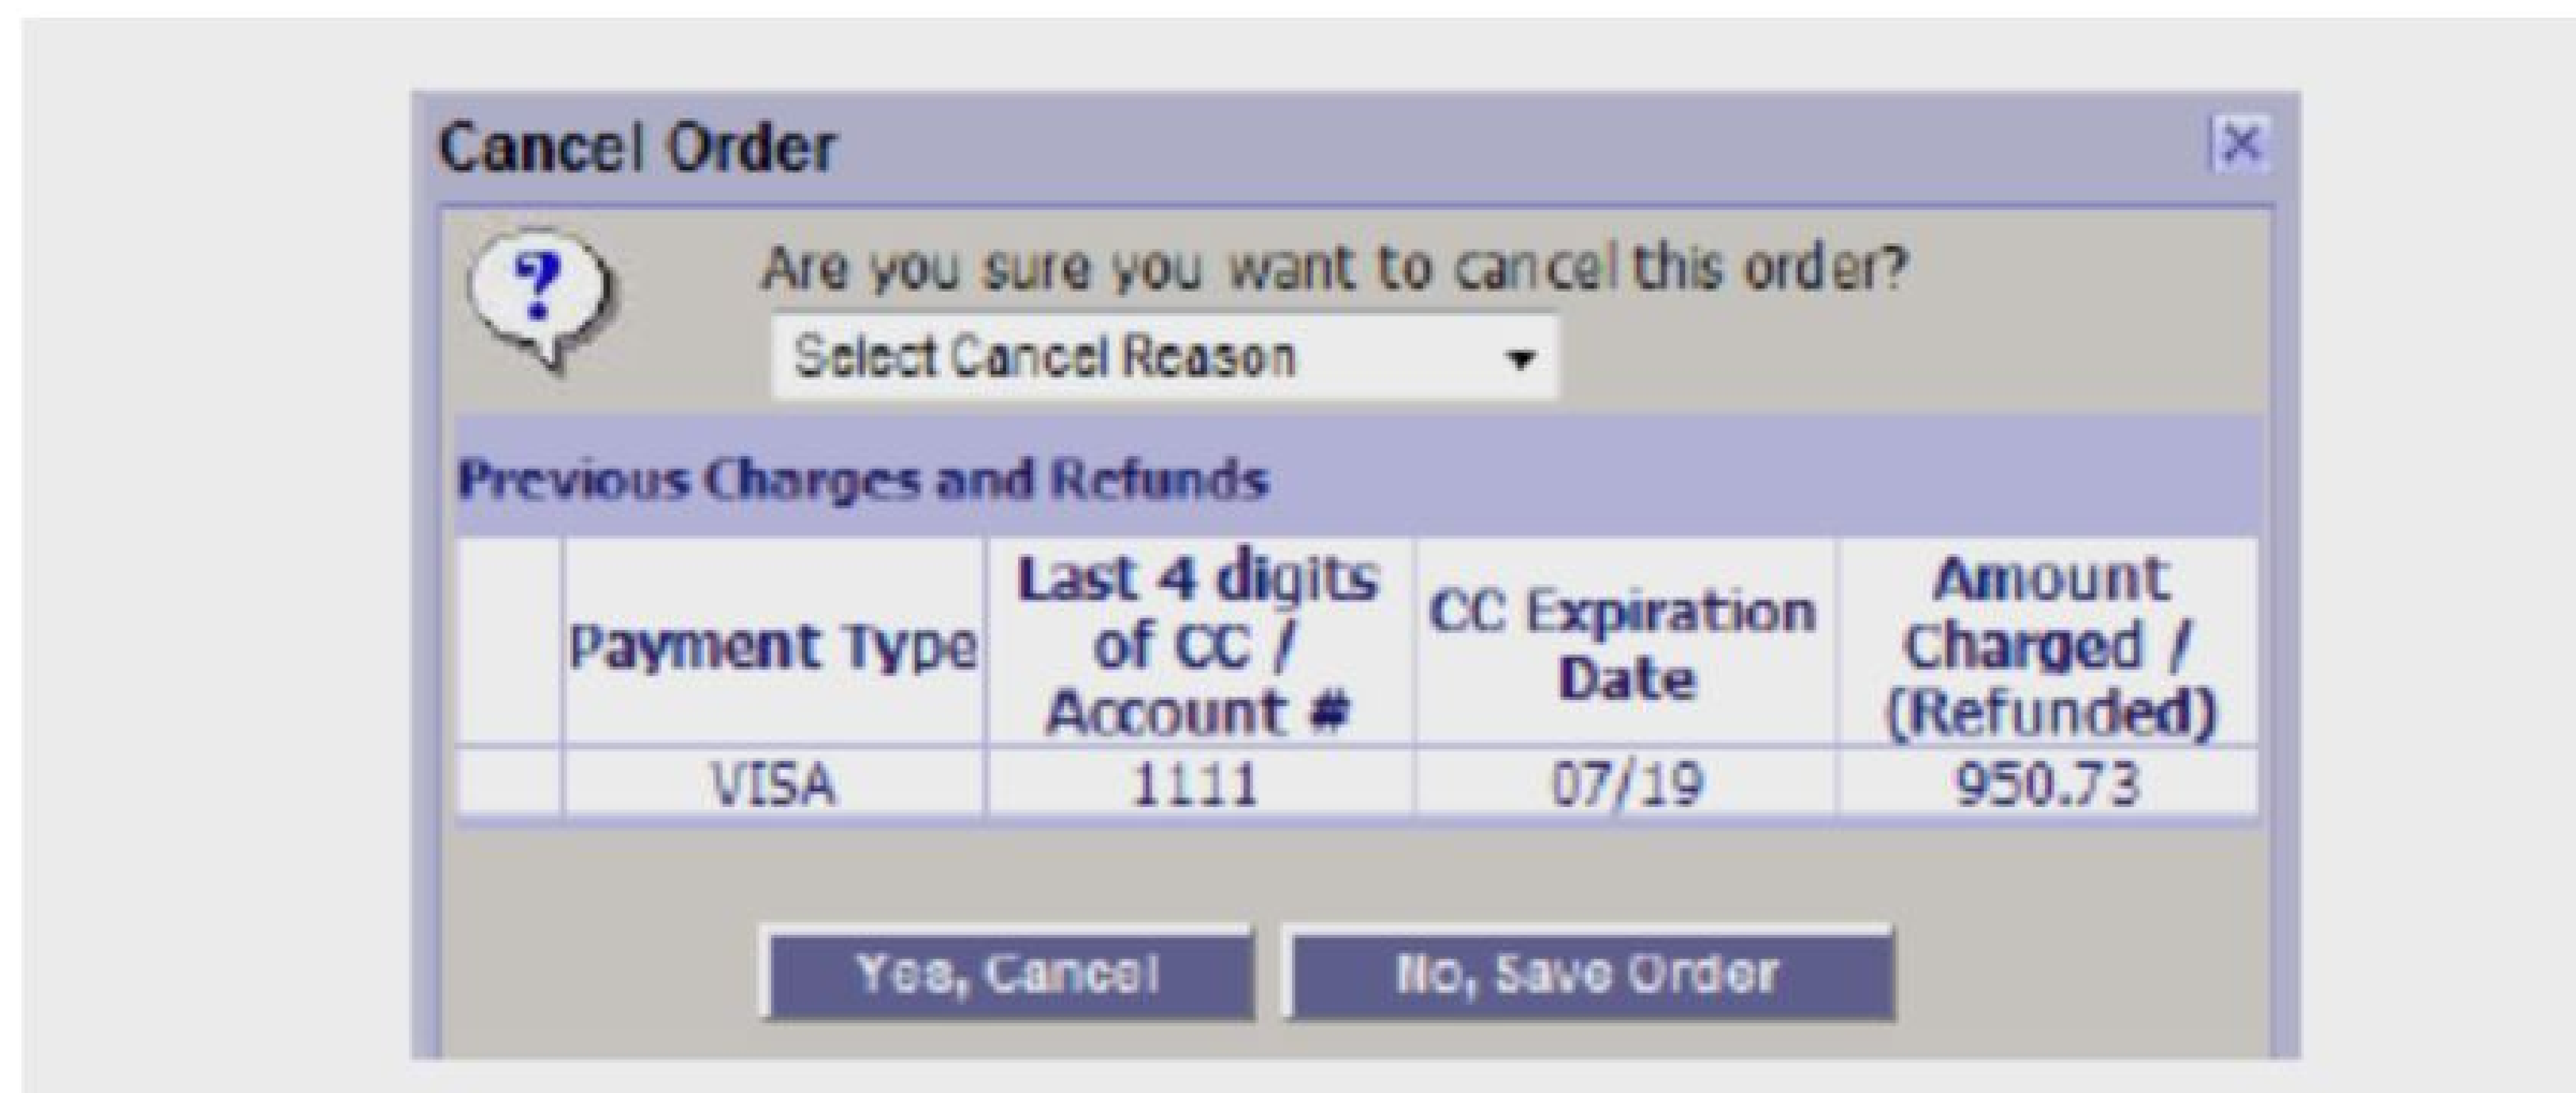 Cancel Order
Are you sure you want to cancel this order?
Select Cancel Reason
Previous Charges and Refunds
Payment Type
Last 4 digits
of CC /
Account #
CC Expiration
Date
Amount
Charged /
(Refunded)
VISA
1111
07/19
950.73
Yes, Cancel
No, Save Order